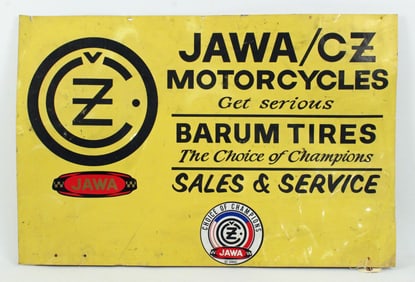 JAWA/CZ
MOTORCYCLES
Get serious
BARUM TIRES
The Choice of Champions
SALES & SERVICE
ČZ
JAWA
CHOICE OF CHAMPIONS
ČZ
JAWA